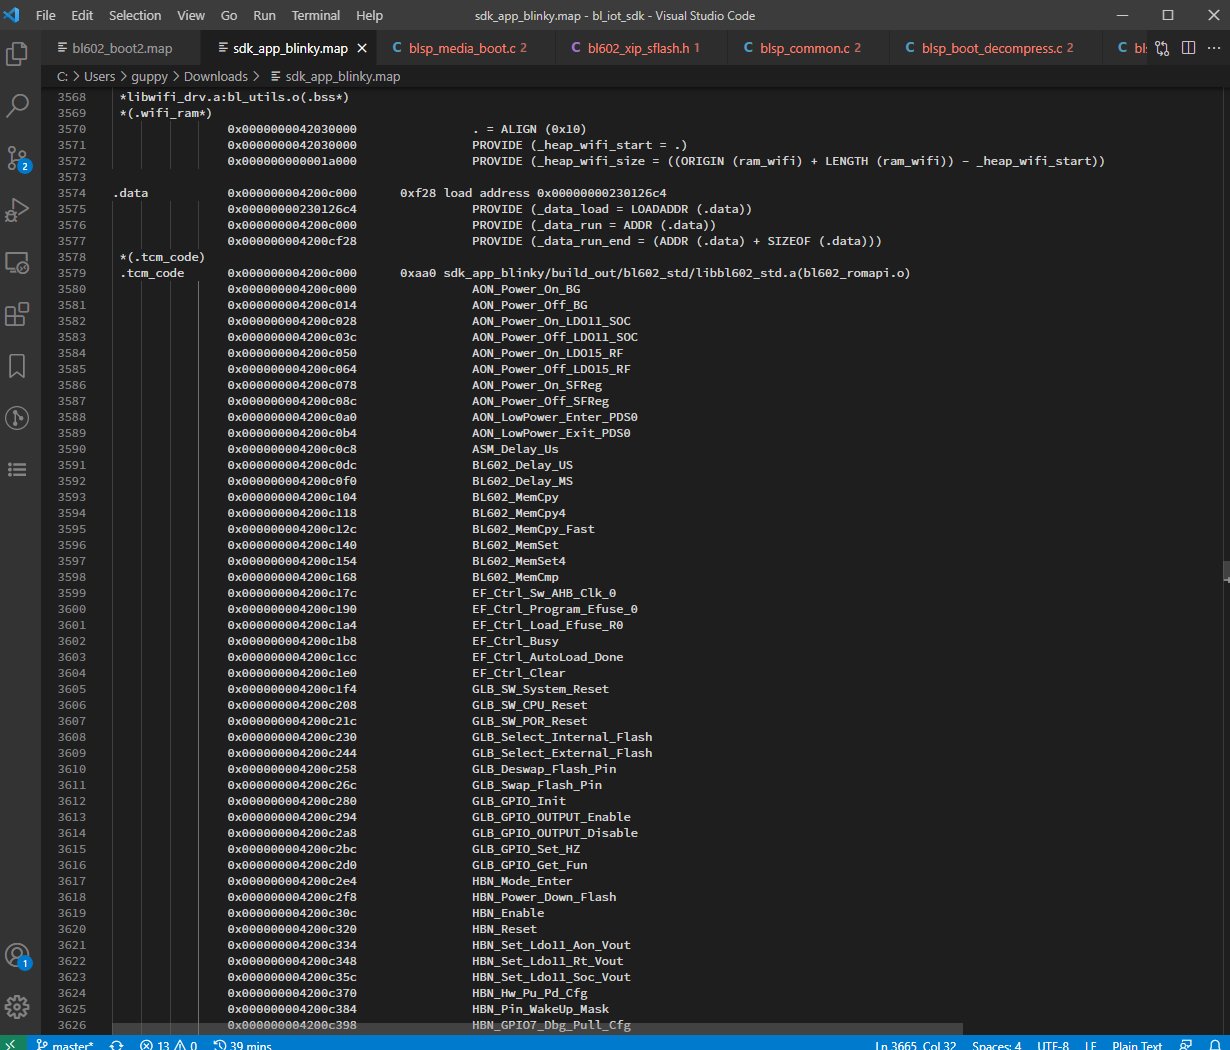 File Edit Selection View Go Run Terminal Help sdk_app_blinky.map - bl_iot_sdk - Visual Studio Code
bl602_boot2.map sdk_app_blinky.map C blsp_media_boot.c 2 C bl602_xip_sflash.h 1 C blsp_common.c 2 C blsp_boot_decompress.c 2 C
C: > Users > guppy > Downloads > sdk_app_blinky.map
3568 *libwifi_drv.a:bl_utils.o(.bss*)
3569 *(.wifi_ram*)
3570 0x0000000042030000 . = ALIGN (0x10)
3571 0x0000000042030000 PROVIDE (_heap_wifi_start = .)
3572 0x000000000001a000 PROVIDE (_heap_wifi_size = ((ORIGIN (ram_wifi) + LENGTH (ram_wifi)) - _heap_wifi_start))
3573
3574 .data 0x000000004200c000 0xf28 load address 0x00000000230126c4
3575 0x00000000230126c4 PROVIDE (_data_load = LOADADDR (.data))
3576 0x000000004200c000 PROVIDE (_data_run = ADDR (.data))
3577 0x000000004200cf28 PROVIDE (_data_run_end = (ADDR (.data) + SIZEOF (.data)))
3578 *(.tcm_code)
3579 .tcm_code 0x000000004200c000 0xaa0 sdk_app_blinky/build_out/bl602_std/libbl602_std.a(bl602_romapi.o)
3580 0x000000004200c000 AON_Power_On_BG
3581 0x000000004200c014 AON_Power_Off_BG
3582 0x000000004200c028 AON_Power_On_LDO11_SOC
3583 0x000000004200c03c AON_Power_Off_LDO11_SOC
3584 0x000000004200c050 AON_Power_On_LDO15_RF
3585 0x000000004200c064 AON_Power_Off_LDO15_RF
3586 0x000000004200c078 AON_Power_On_SFReg
3587 0x000000004200c08c AON_Power_Off_SFReg
3588 0x000000004200c0a0 AON_LowPower_Enter_PDS0
3589 0x000000004200c0b4 AON_LowPower_Exit_PDS0
3590 0x000000004200c0c8 ASM_Delay_Us
3591 0x000000004200c0dc BL602_Delay_US
3592 0x000000004200c0f0 BL602_Delay_MS
3593 0x000000004200c104 BL602_MemCpy
3594 0x000000004200c118 BL602_MemCpy4
3595 0x000000004200c12c BL602_MemCpy_Fast
3596 0x000000004200c140 BL602_MemSet
3597 0x000000004200c154 BL602_MemSet4
3598 0x000000004200c168 BL602_MemCmp
3599 0x000000004200c17c EF_Ctrl_Sw_AHB_Clk_0
3600 0x000000004200c190 EF_Ctrl_Program_Efuse_0
3601 0x000000004200c1a4 EF_Ctrl_Load_Efuse_R0
3602 0x000000004200c1b8 EF_Ctrl_Busy
3603 0x000000004200c1cc EF_Ctrl_AutoLoad_Done
3604 0x000000004200c1e0 EF_Ctrl_Clear
3605 0x000000004200c1f4 GLB_SW_System_Reset
3606 0x000000004200c208 GLB_SW_CPU_Reset
3607 0x000000004200c21c GLB_SW_POR_Reset
3608 0x000000004200c230 GLB_Select_Internal_Flash
3609 0x000000004200c244 GLB_Select_External_Flash
3610 0x000000004200c258 GLB_Deswap_Flash_Pin
3611 0x000000004200c26c GLB_Swap_Flash_Pin
3612 0x000000004200c280 GLB_GPIO_Init
3613 0x000000004200c294 GLB_GPIO_OUTPUT_Enable
3614 0x000000004200c2a8 GLB_GPIO_OUTPUT_Disable
3615 0x000000004200c2bc GLB_GPIO_Set_HZ
3616 0x000000004200c2d0 GLB_GPIO_Get_Fun
3617 0x000000004200c2e4 HBN_Mode_Enter
3618 0x000000004200c2f8 HBN_Power_Down_Flash
3619 0x000000004200c30c HBN_Enable
3620 0x000000004200c320 HBN_Reset
3621 0x000000004200c334 HBN_Set_Ldo11_Aon_Vout
3622 0x000000004200c348 HBN_Set_Ldo11_Rt_Vout
3623 0x000000004200c35c HBN_Set_Ldo11_Soc_Vout
3624 0x000000004200c370 HBN_Hw_Pu_Pd_Cfg
3625 0x000000004200c384 HBN_Pin_WakeUp_Mask
3626 0x000000004200c398 HBN_GPIO7_Dbg_Pull_Cfg
2
1
master* 13 0 39 mins Ln 3665, Col 32 Spaces: 4 UTF-8 LF Plain Text